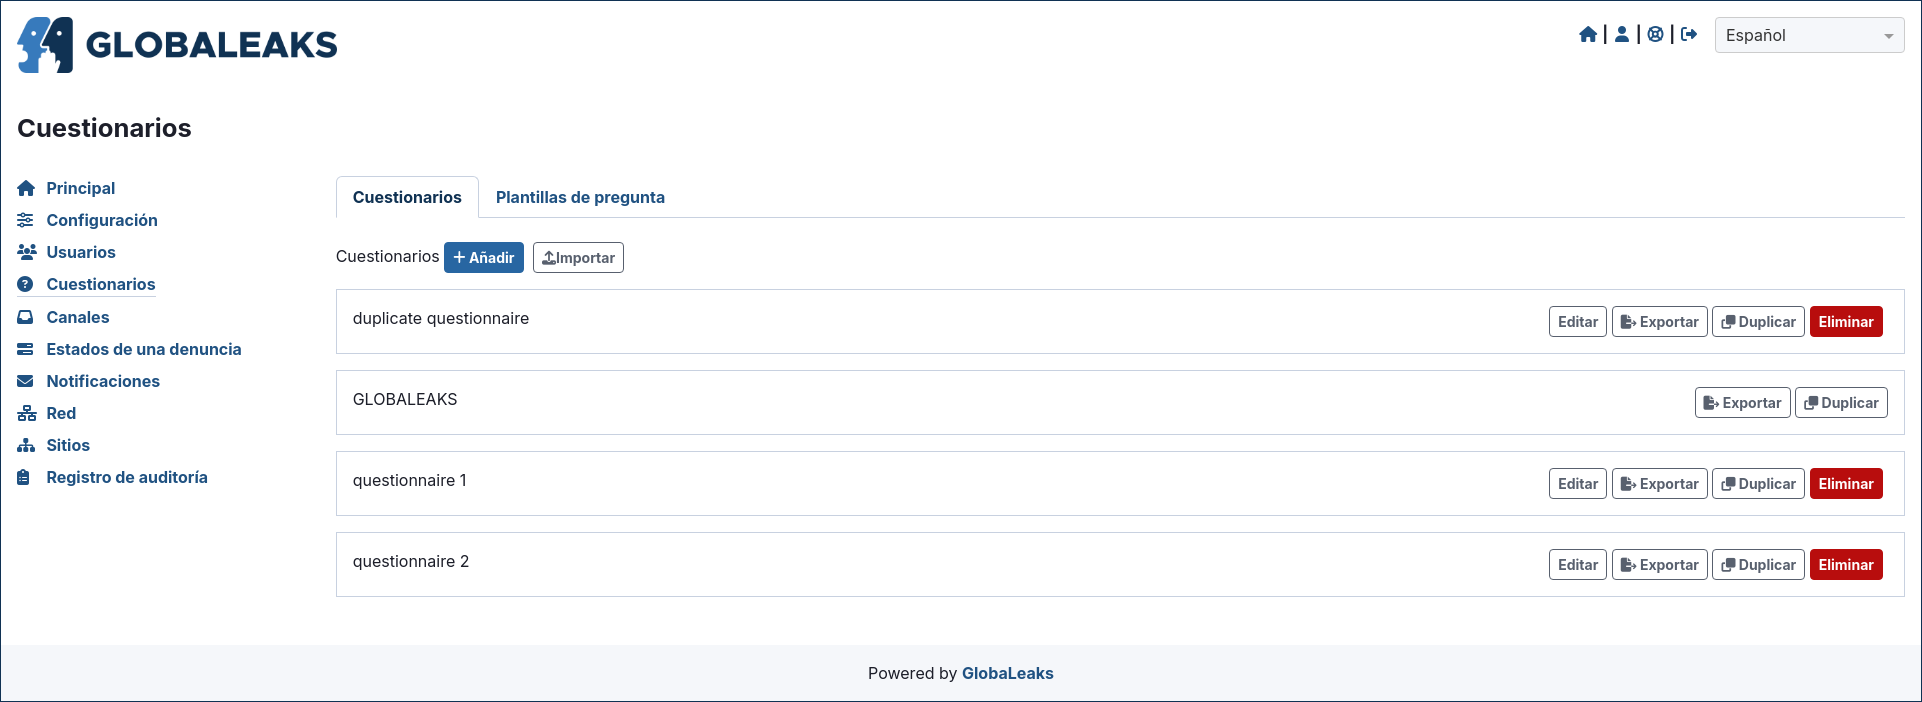 GLOBALEAKS
Español
Cuestionarios
Principal
Configuración
Usuarios
Cuestionarios
Canales
Estados de una denuncia
Notificaciones
Red
Sitios
Registro de auditoría
Cuestionarios Plantillas de pregunta
Cuestionarios Añadir Importar
duplicate questionnaire Editar Exportar Duplicar Eliminar
GLOBALEAKS Exportar Duplicar
questionnaire 1 Editar Exportar Duplicar Eliminar
questionnaire 2 Editar Exportar Duplicar Eliminar
Powered by GlobaLeaks